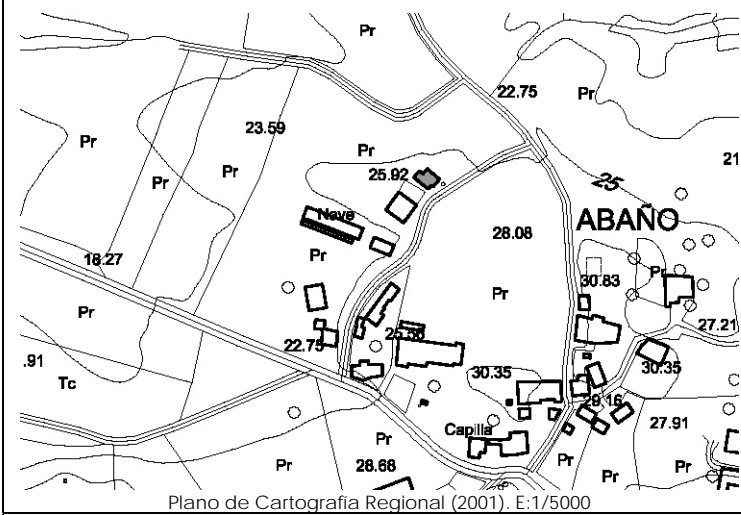 Pr
22.75
Pr
23.59
Pr
Pr
21
Pr
25.92
Pr
25
ABAÑO
Nave
28.08
18.27
Pr
30.83
Pr
Pr
Pr
27.21
22.75
25.56
.91
Tc
30.35
30.35
29.16
27.91
Capilla
Pr
Pr
28.68
Pr
Pr
Pr
Plano de Cartografía Regional (2001). E:1/5000